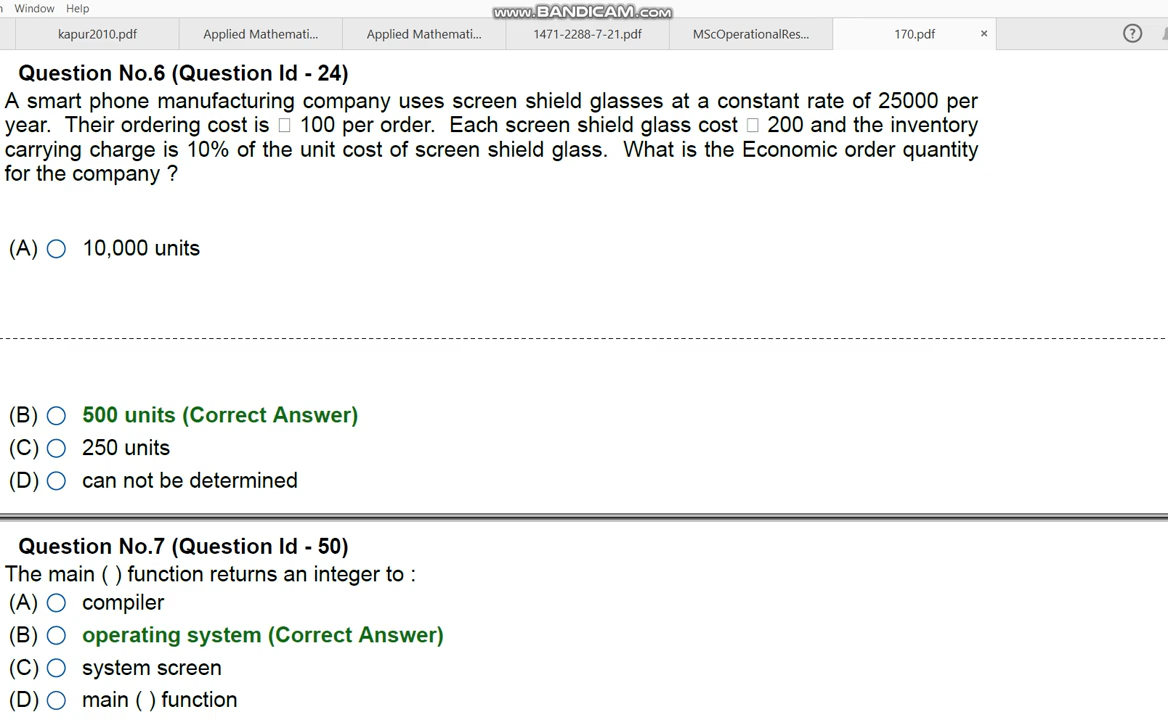 Window Help
www.BANDICAM.com
kapur2010.pdf Applied Mathemati... Applied Mathemati... 1471-2288-7-21.pdf MScOperationalRes... 170.pdf ×
Question No.6 (Question Id - 24)
A smart phone manufacturing company uses screen shield glasses at a constant rate of 25000 per
year. Their ordering cost is □ 100 per order. Each screen shield glass cost □ 200 and the inventory
carrying charge is 10% of the unit cost of screen shield glass. What is the Economic order quantity
for the company ?
(A) 10,000 units
(B) 500 units (Correct Answer)
(C) 250 units
(D) can not be determined
Question No.7 (Question Id - 50)
The main ( ) function returns an integer to :
(A) compiler
(B) operating system (Correct Answer)
(C) system screen
(D) main ( ) function